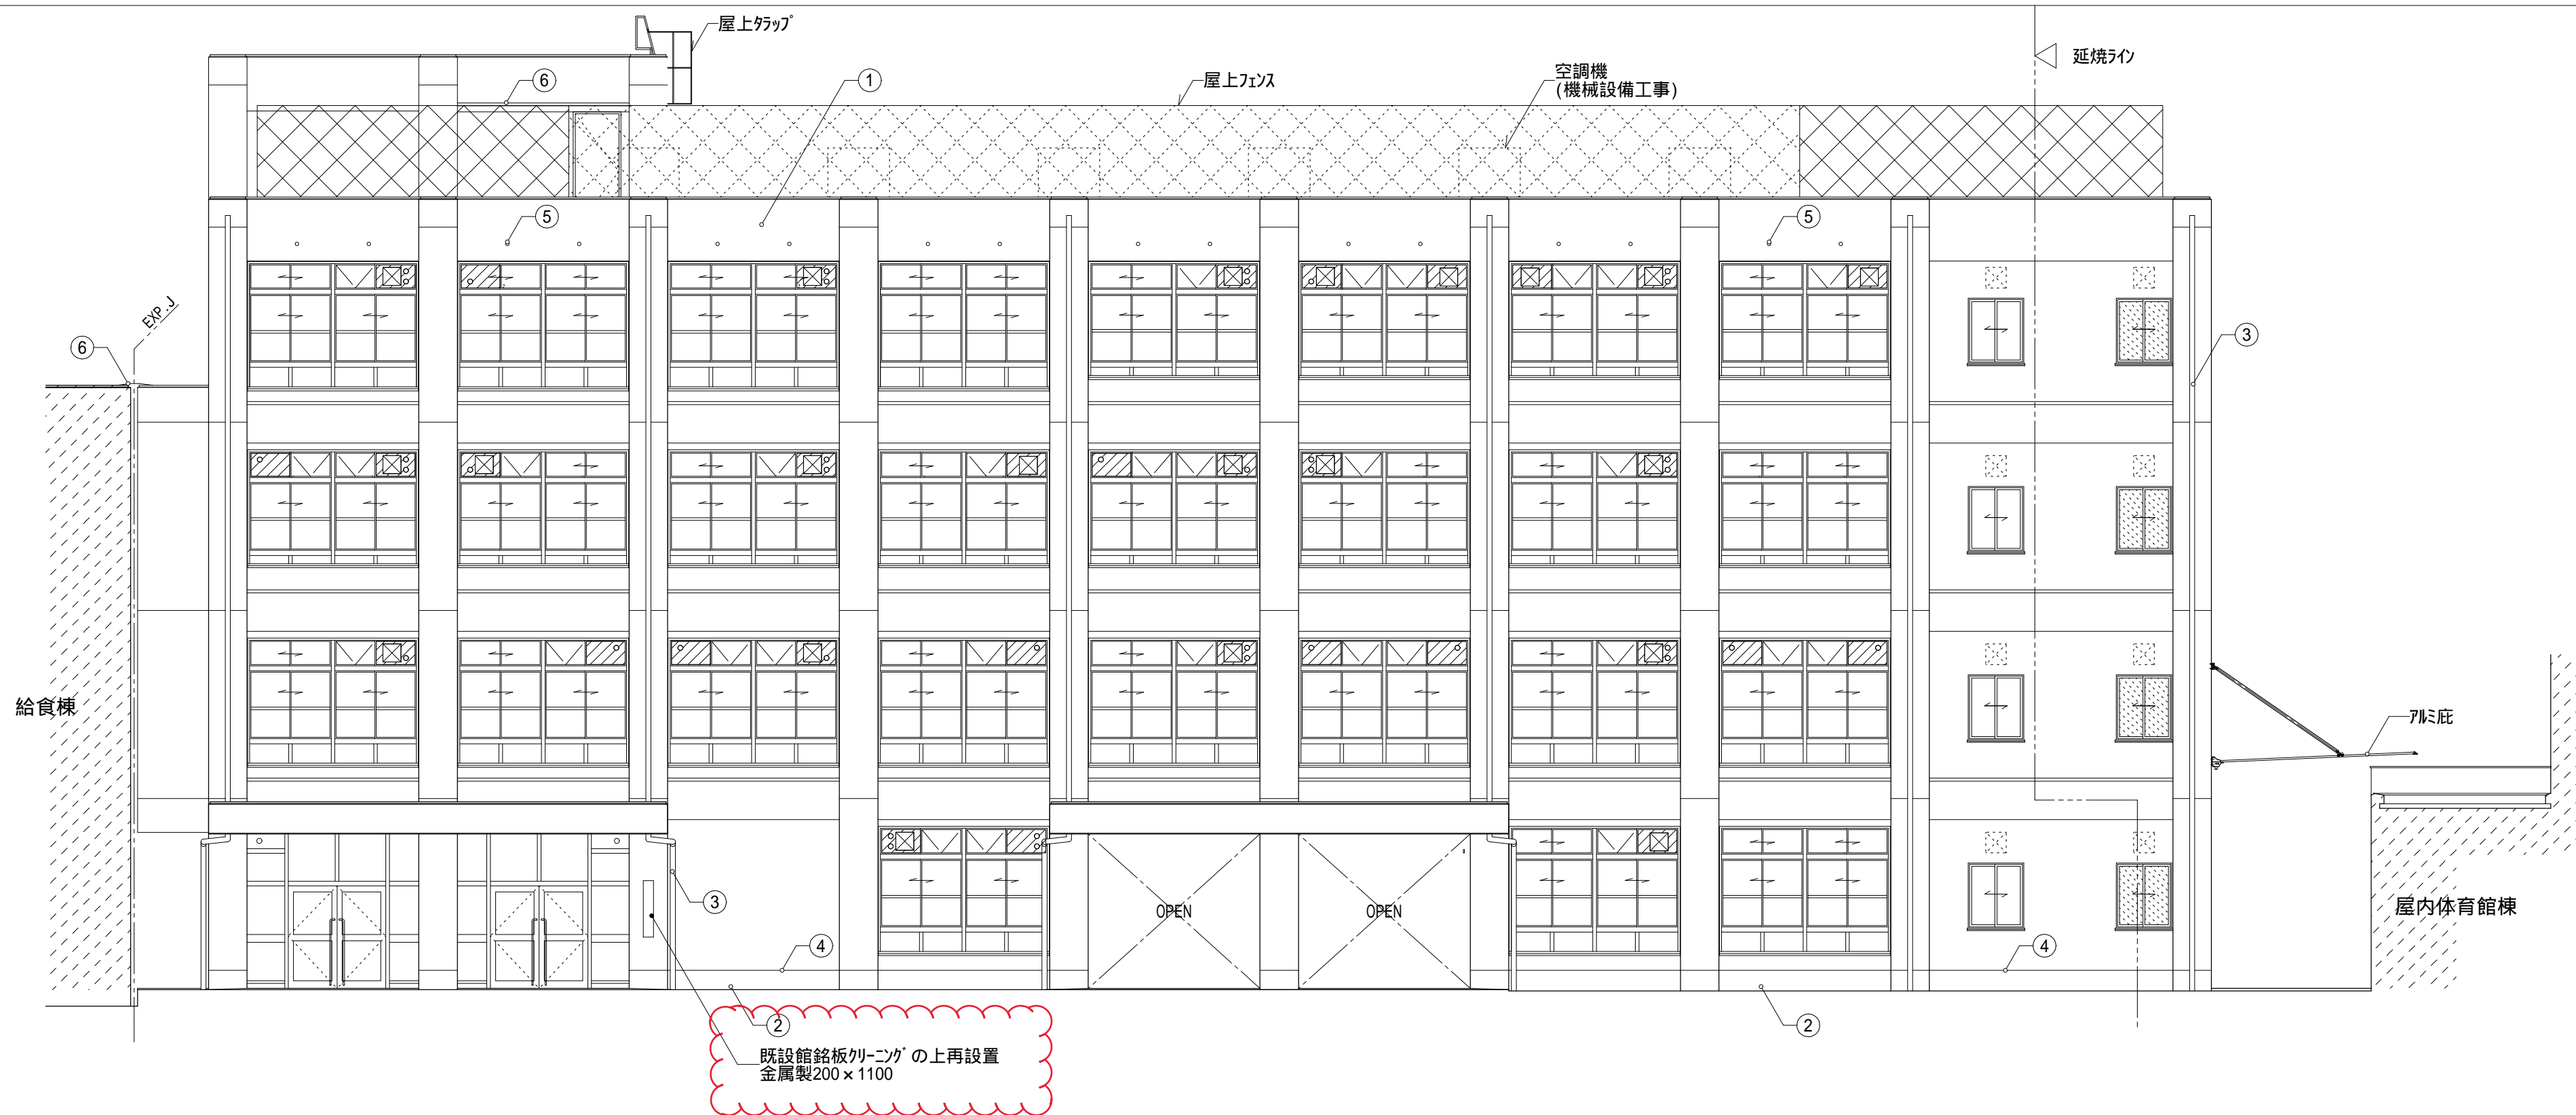 屋上ﾀﾗｯﾌﾟ
延焼ﾗｲﾝ
空調機
(機械設備工事)
屋上ﾌｪﾝｽ
⑥
①
⑤
⑤
EXP.J
⑥
③
給食棟
ｱﾙﾐ庇
OPEN
OPEN
③
屋内体育館棟
④
④
②
②
既設館銘板ｸﾘｰﾆﾝｸﾞの上再設置
金属製200×1100